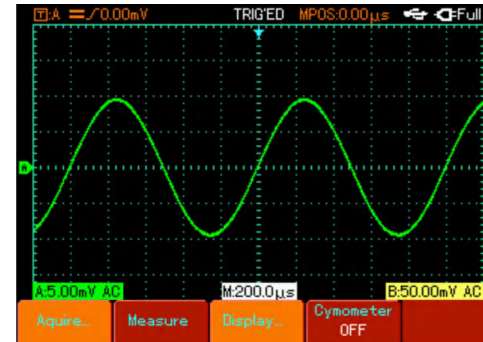 T:A = 0.00mV TRIG'ED MPOS:0.00μs Full
A
A:5.00mV AC M:200.0μs B:50.00mV AC
Aquire... Measure Display... Cymometer
OFF